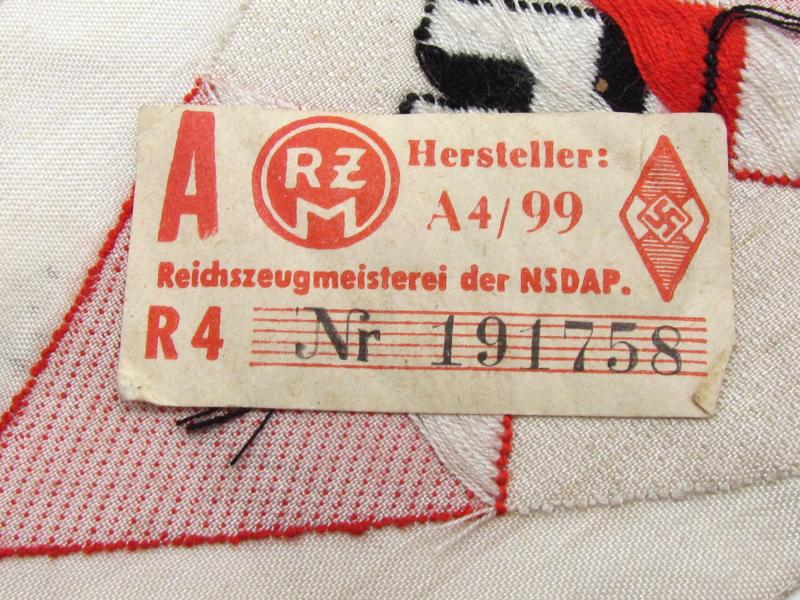 A RZM Hersteller:
A4/99
Reichszeugmeisterei der NSDAP.
R4 Nr 191758